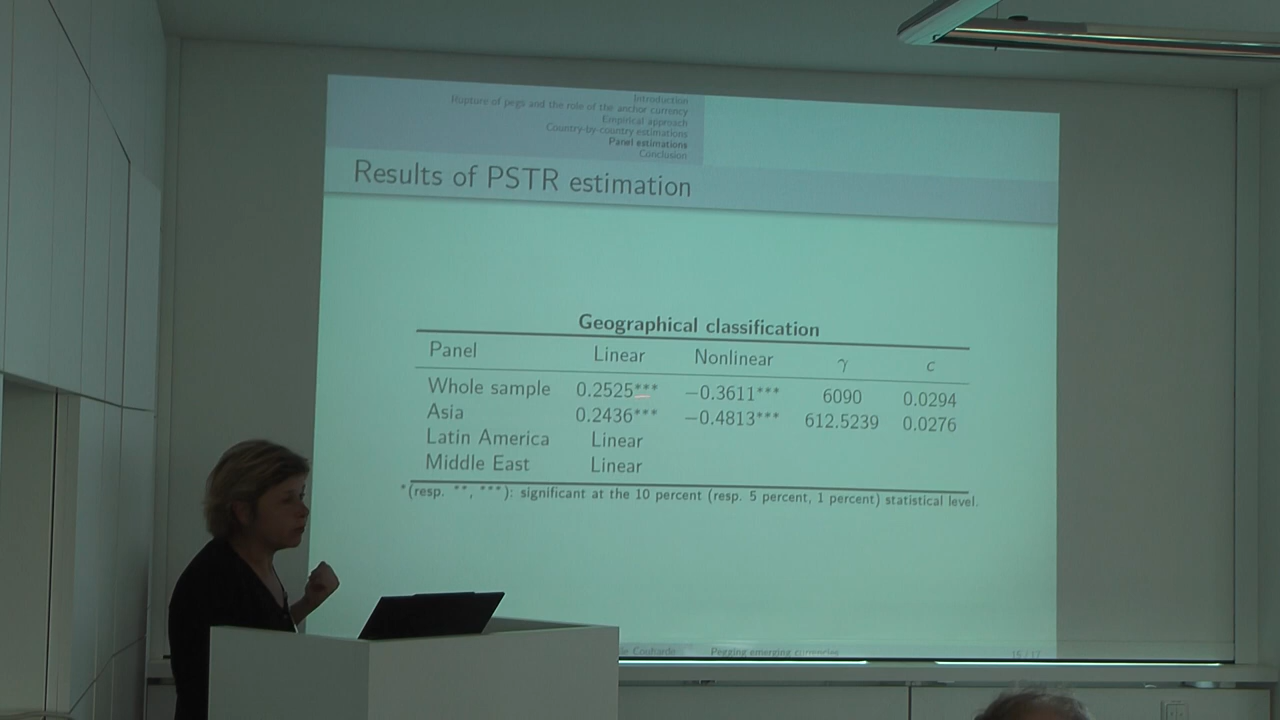 Introduction
Rupture of pegs and the role of the anchor currency
Empirical approach
Country-by-country estimations
Panel estimations
Conclusion
Results of PSTR estimation
Geographical classification
Panel Linear Nonlinear γ c
Whole sample 0.2525*** −0.3611*** 6090 0.0294
Asia 0.2436*** −0.4813*** 612.5239 0.0276
Latin America Linear
Middle East Linear
*(resp. **, ***): significant at the 10 percent (resp. 5 percent, 1 percent) statistical level.
Couharde Pegging emerging currencies 15 / 17